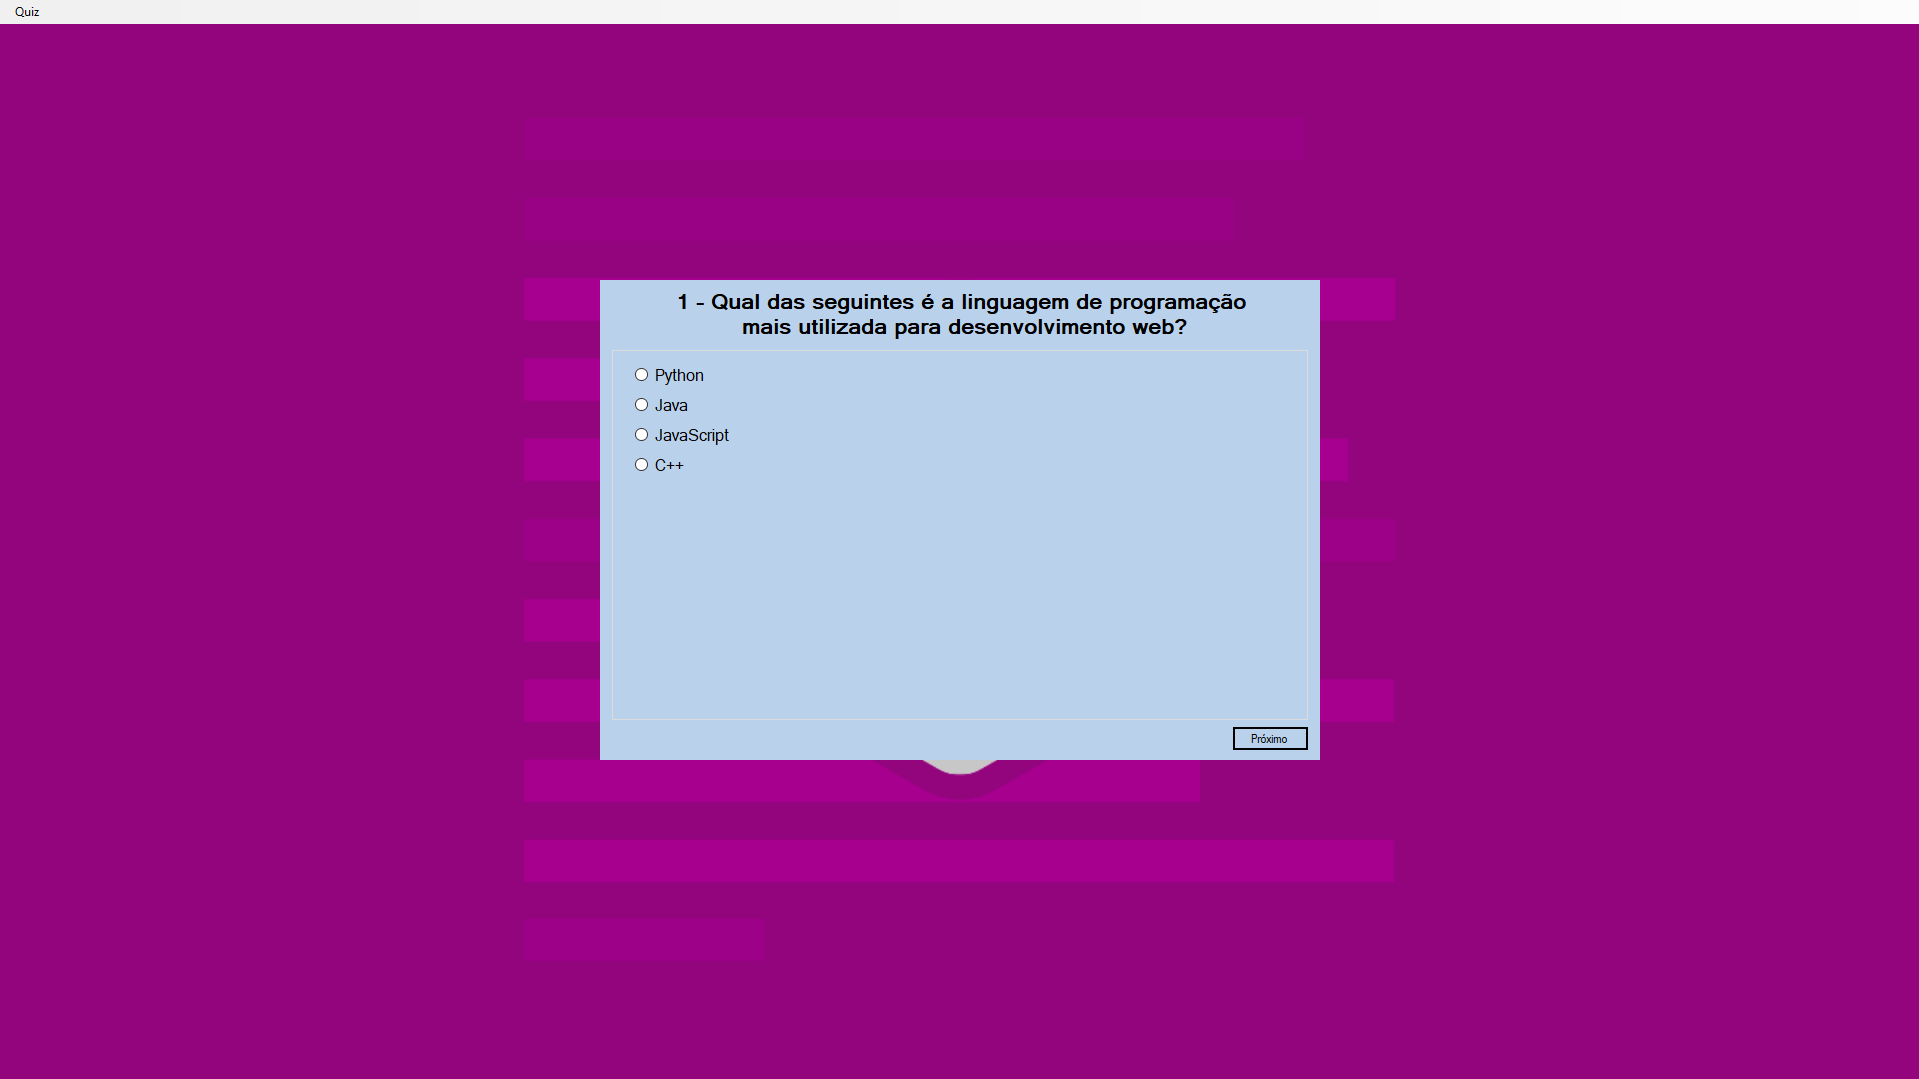 Quiz
1 - Qual das seguintes é a linguagem de programação
mais utilizada para desenvolvimento web?
Python
Java
JavaScript
C++
Próximo